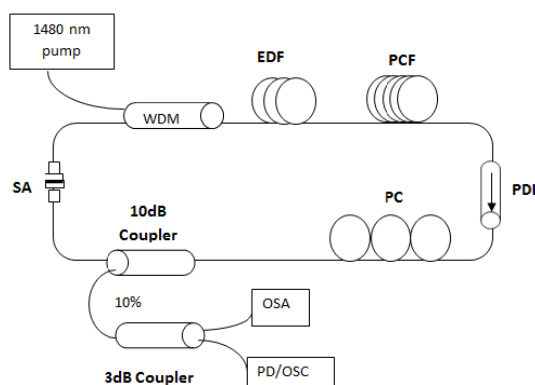 1480 nm
pump
EDF
PCF
WDM
SA
PDI
PC
10dB
Coupler
10%
OSA
PD/OSC
3dB Coupler